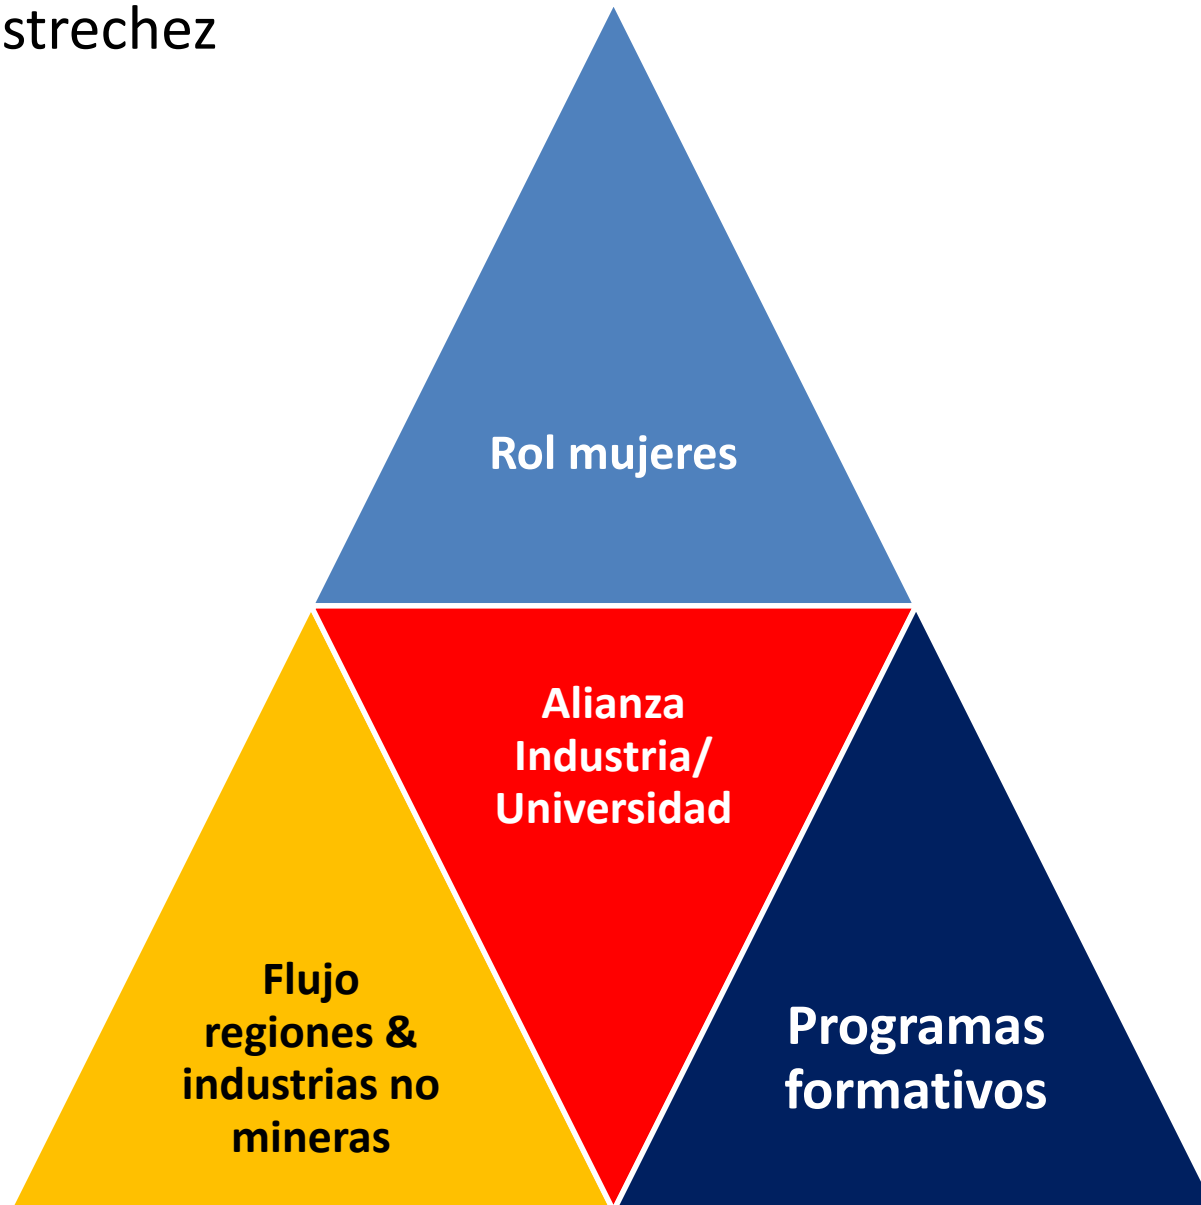 strechez
Rol mujeres
Alianza
Industria/
Universidad
Flujo
regiones &
industrias no
mineras
Programas
formativos